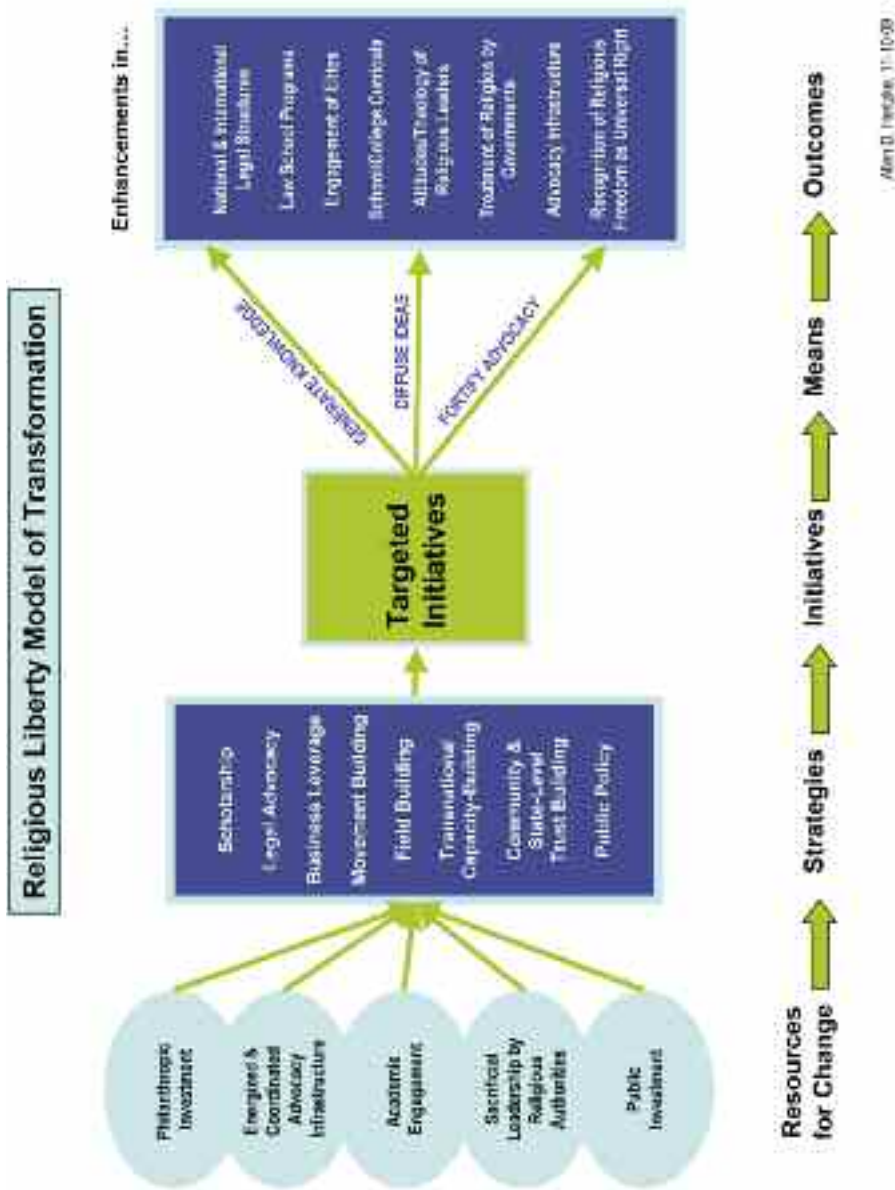 Religious Liberty Model of Transformation
Philanthropic
Investment
Energized &
Coordinated
Advocacy
Infrastructure
Academic
Engagement
Sacrificial
Leadership by
Religious
Authorities
Public
Investment
Scholarship
Legal Advocacy
Business Leverage
Movement Building
Field Building
Transnational
Capacity-Building
Community &
State-Level
Trust Building
Public Policy
Targeted
Initiatives
GENERATE KNOWLEDGE
DIFFUSE IDEAS
FORTIFY ADVOCACY
Enhancements in...
National & International
Legal Structures
Law School Programs
Engagement of Elites
School/College Curricula
Attitudes/Theology of
Religious Leaders
Treatment of Religion by
Governments
Advocacy Infrastructure
Recognition of Religious
Freedom as Universal Right
Resources
for Change
Strategies
Initiatives
Means
Outcomes
Allen D.